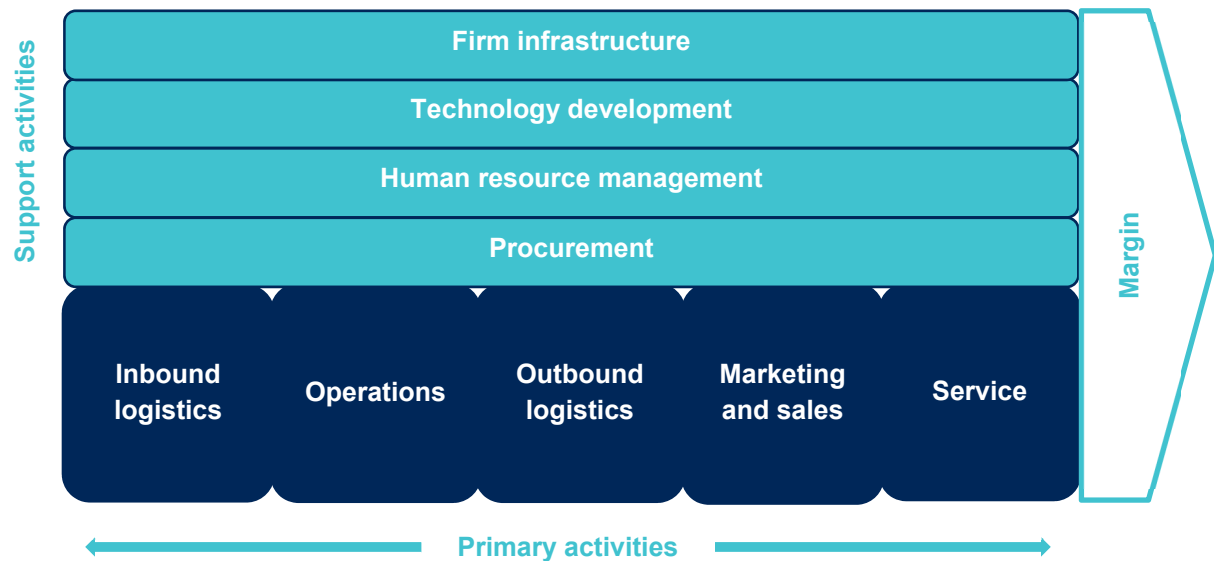 Support activities
Firm infrastructure
Technology development
Human resource management
Procurement
Inbound
logistics
Operations
Outbound
logistics
Marketing
and sales
Service
Margin
Primary activities